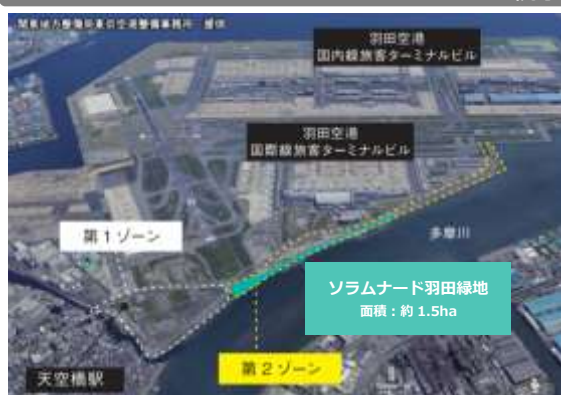 関東地方整備局東京空港整備事務所 提供
羽田空港
国内線旅客ターミナルビル
羽田空港
国際線旅客ターミナルビル
第1ゾーン
多摩川
ソラムナード羽田緑地
面積：約 1.5ha
第2ゾーン
天空橋駅